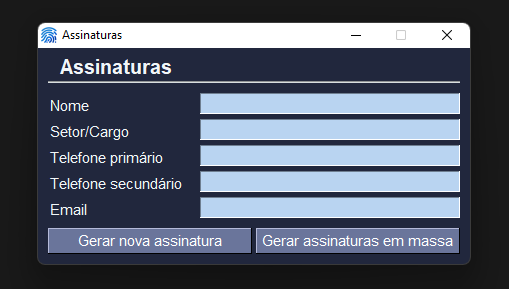 Assinaturas
Assinaturas
Nome
Setor/Cargo
Telefone primário
Telefone secundário
Email
Gerar nova assinatura
Gerar assinaturas em massa